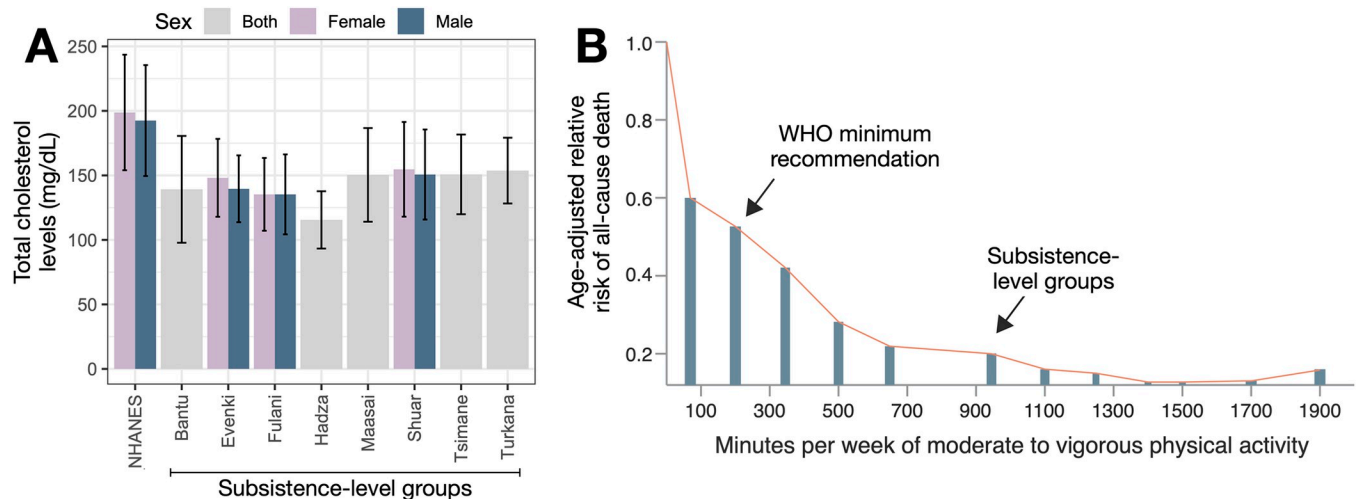 A
Sex Both Female Male
Total cholesterol
levels (mg/dL)
250
200
150
100
50
0
NHANES
Bantu
Evenki
Fulani
Hadza
Maasai
Shuar
Tsimane
Turkana
Subsistence-level groups
B
Age-adjusted relative
risk of all-cause death
1.0
0.8
0.6
0.4
0.2
WHO minimum
recommendation
Subsistence-
level groups
100 300 500 700 900 1100 1300 1500 1700 1900
Minutes per week of moderate to vigorous physical activity